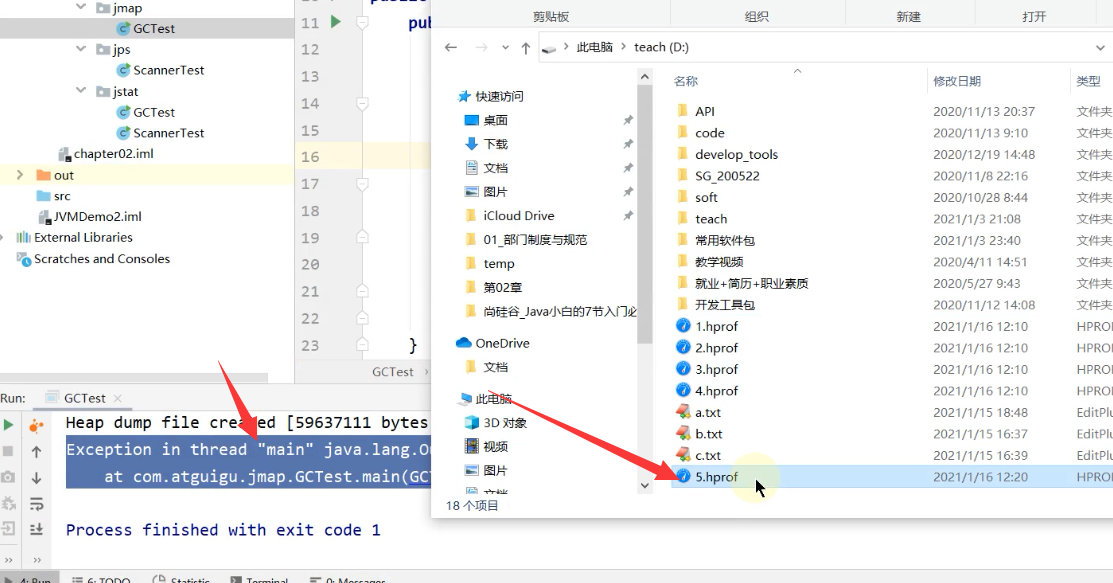 jmap
GCTest
jps
ScannerTest
jstat
GCTest
ScannerTest
chapter02.iml
out
src
JVMDemo2.iml
External Libraries
Scratches and Consoles
11 pub
12
13
14
15
16
17
18
19
20
21
22
23 }
GCTest
剪贴板 组织 新建 打开
此电脑 teach (D:)
快速访问
桌面
下载
文档
图片
iCloud Drive
01_部门制度与规范
temp
第02章
尚硅谷_Java小白的7节入门必
OneDrive
文档
此电脑
3D 对象
视频
图片
文档
名称 修改日期 类型
API 2020/11/13 20:37 文件夹
code 2020/11/13 9:10 文件夹
develop_tools 2020/12/19 14:48 文件夹
SG_200522 2020/11/8 22:16 文件夹
soft 2020/10/28 8:44 文件夹
teach 2021/1/3 21:08 文件夹
常用软件包 2021/1/3 23:40 文件夹
教学视频 2020/4/11 14:51 文件夹
就业+简历+职业素质 2020/5/27 9:43 文件夹
开发工具包 2020/11/12 14:08 文件夹
1.hprof 2021/1/16 12:10 HPROF
2.hprof 2021/1/16 12:10 HPROF
3.hprof 2021/1/16 12:10 HPROF
4.hprof 2021/1/16 12:10 HPROF
a.txt 2021/1/15 18:48 EditPlu
b.txt 2021/1/15 16:37 EditPlu
c.txt 2021/1/15 16:39 EditPlu
5.hprof 2021/1/16 12:20 HPROF
18 个项目
Run: GCTest
Heap dump file created [59637111 bytes
Exception in thread "main" java.lang.Ou
at com.atguigu.jmap.GCTest.main(GC
Process finished with exit code 1
4: Run 6: TODO Statistic Terminal 0: Messages